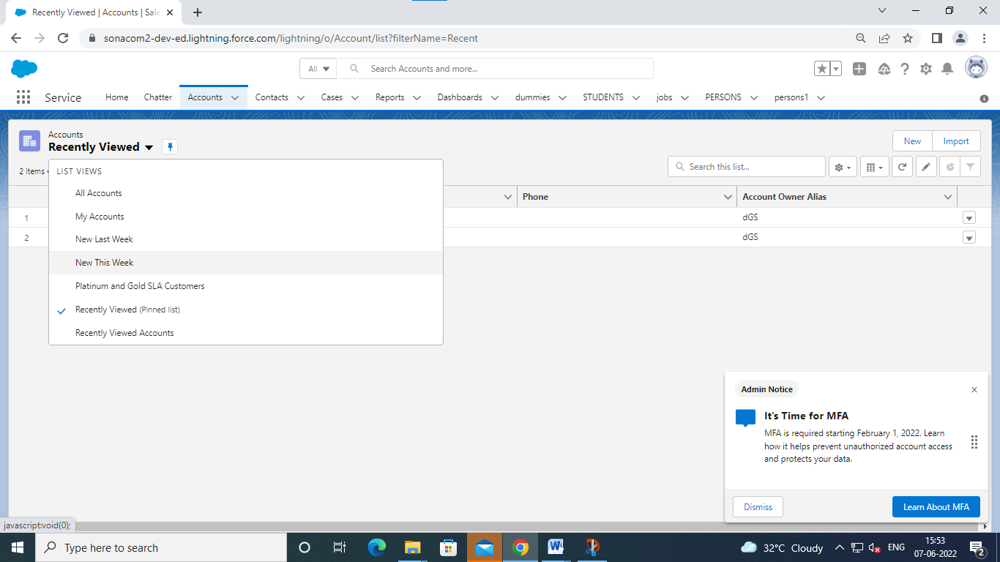 Recently Viewed | Accounts | Sale
sonacom2-dev-ed.lightning.force.com/lightning/o/Account/list?filterName=Recent
All
Search Accounts and more...
Service
Home
Chatter
Accounts
Contacts
Cases
Reports
Dashboards
dummies
STUDENTS
jobs
PERSONS
persons1
Accounts
Recently Viewed
New
Import
2 items •
Search this list...
LIST VIEWS
All Accounts
My Accounts
New Last Week
New This Week
Platinum and Gold SLA Customers
Recently Viewed (Pinned list)
Recently Viewed Accounts
Phone
Account Owner Alias
1
dGS
2
dGS
Admin Notice
It's Time for MFA
MFA is required starting February 1, 2022. Learn
how it helps prevent unauthorized account access
and protects your data.
Dismiss
Learn About MFA
javascript:void(0);
Type here to search
32°C Cloudy
ENG
15:53
07-06-2022
2